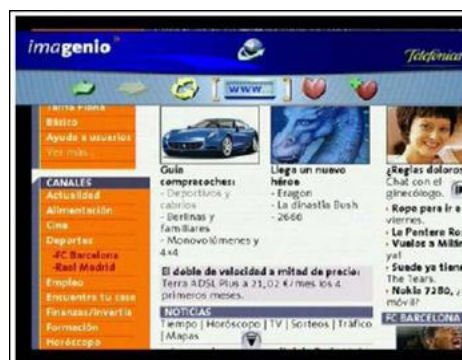 imagenio
Telefónica
WWW
Tarifa Plana
Básico
Ayuda a usuarios
Ver más...
CANALES
Actualidad
Alimentación
Cine
Deportes
-FC Barcelona
-Real Madrid
Empleo
Encuentra tu casa
Finanzas/Invertia
Formación
Horóscopo
Guía
compracoches:
- Deportivos y
cabrios
- Berlinas y
familiares
- Monovolúmenes y
4×4
Llega un nuevo
héroe
- Eragon
- La dinastía Bush
- 2666
¿Reglas doloros
Chat con el
ginecólogo.
- Ropa para ir a
viernes.
- La Pantera Ro
- Vuelos a Milán
ya!
- Suede ya tiene
The Tears.
- Nokia 7280, ¿
móvil?
El doble de velocidad a mitad de precio:
Terra ADSL Plus a 21,02 €/mes los 4
primeros meses.
NOTICIAS
Tiempo | Horóscopo | TV | Sorteos | Tráfico
| Mapas
FC BARCELONA